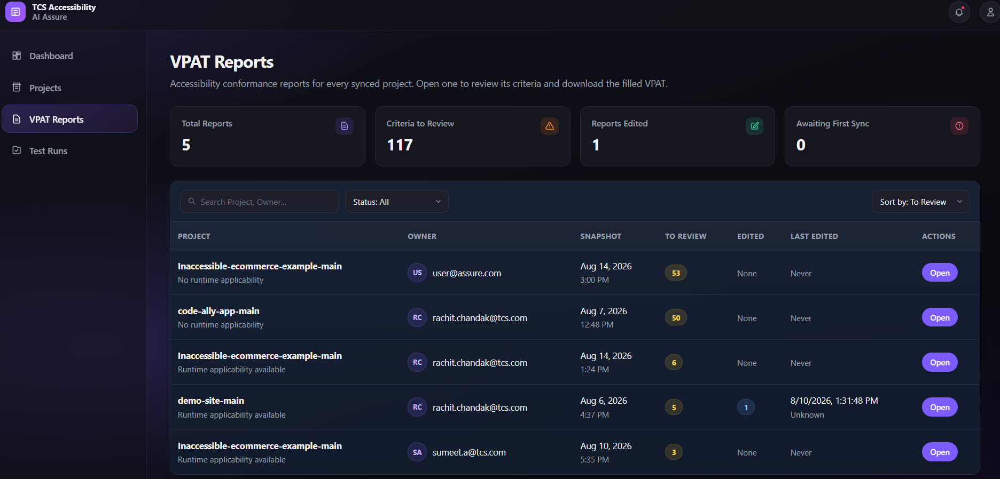 TCS Accessibility
AI Assure
Dashboard
Projects
VPAT Reports
Test Runs
VPAT Reports
Accessibility conformance reports for every synced project. Open one to review its criteria and download the filled VPAT.
Total Reports
5
Criteria to Review
117
Reports Edited
1
Awaiting First Sync
0
Search Project, Owner...
Status: All
Sort by: To Review
PROJECT OWNER SNAPSHOT TO REVIEW EDITED LAST EDITED ACTIONS
Inaccessible-ecommerce-example-main
No runtime applicability
US user@assure.com
Aug 14, 2026
3:00 PM
53 None Never Open
code-ally-app-main
No runtime applicability
RC rachit.chandak@tcs.com
Aug 7, 2026
12:48 PM
50 None Never Open
Inaccessible-ecommerce-example-main
Runtime applicability available
RC rachit.chandak@tcs.com
Aug 14, 2026
1:24 PM
6 None Never Open
demo-site-main
Runtime applicability available
RC rachit.chandak@tcs.com
Aug 6, 2026
4:37 PM
5 1
8/10/2026, 1:31:48 PM
Unknown
Open
Inaccessible-ecommerce-example-main
Runtime applicability available
SA sumeet.a@tcs.com
Aug 10, 2026
5:35 PM
3 None Never Open